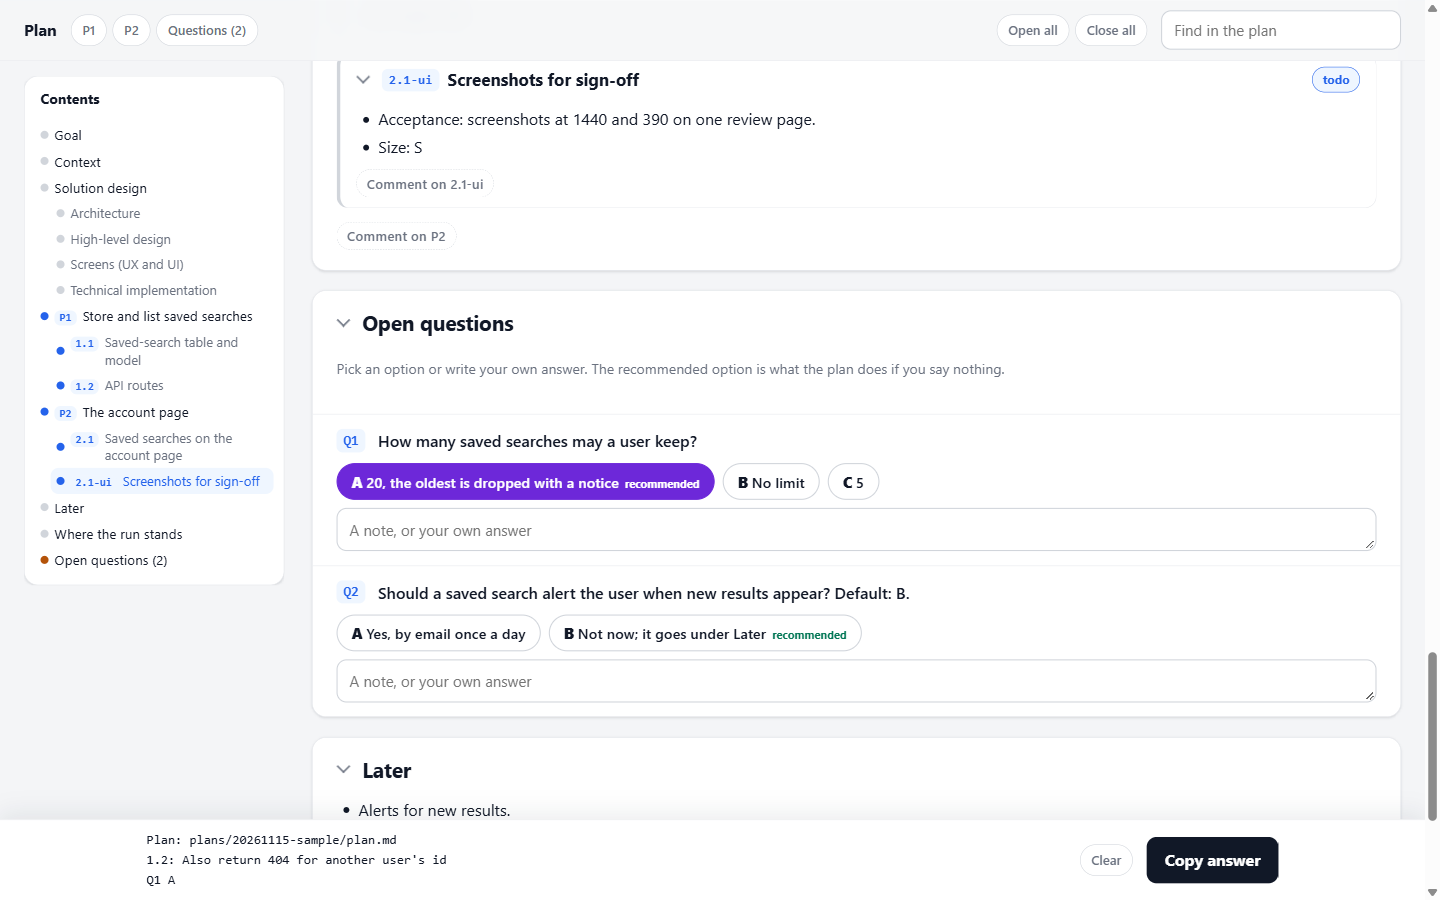 Plan P1 P2 Questions (2) Open all Close all Find in the plan
Contents
Goal
Context
Solution design
Architecture
High-level design
Screens (UX and UI)
Technical implementation
P1 Store and list saved searches
1.1 Saved-search table and
model
1.2 API routes
P2 The account page
2.1 Saved searches on the
account page
2.1-ui Screenshots for sign-off
Later
Where the run stands
Open questions (2)
2.1-ui Screenshots for sign-off todo
• Acceptance: screenshots at 1440 and 390 on one review page.
• Size: S
Comment on 2.1-ui
Comment on P2
Open questions
Pick an option or write your own answer. The recommended option is what the plan does if you say nothing.
Q1 How many saved searches may a user keep?
A 20, the oldest is dropped with a notice recommended B No limit C 5
A note, or your own answer
Q2 Should a saved search alert the user when new results appear? Default: B.
A Yes, by email once a day B Not now; it goes under Later recommended
A note, or your own answer
Later
• Alerts for new results.
Plan: plans/20261115-sample/plan.md
1.2: Also return 404 for another user's id
Q1 A
Clear Copy answer